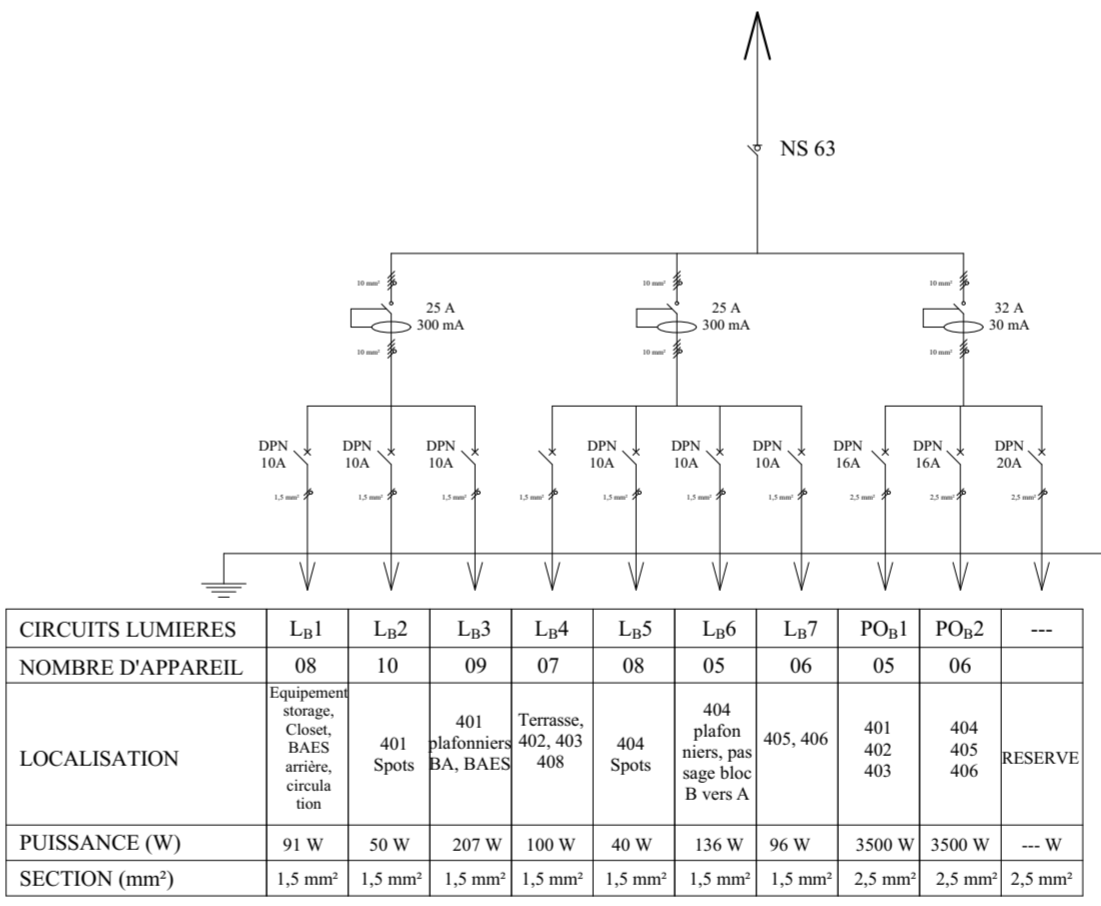 NS 63
10 mm²
25 A
300 mA
10 mm²
10 mm²
25 A
300 mA
10 mm²
10 mm²
32 A
30 mA
10 mm²
DPN
10A
DPN
10A
DPN
10A
DPN
10A
DPN
10A
DPN
10A
DPN
16A
DPN
16A
DPN
20A
1,5 mm²
1,5 mm²
1,5 mm²
1,5 mm²
1,5 mm²
1,5 mm²
1,5 mm²
2,5 mm²
2,5 mm²
2,5 mm²
CIRCUITS LUMIERES LB1 LB2 LB3 LB4 LB5 LB6 LB7 POB1 POB2 ---
NOMBRE D'APPAREIL 08 10 09 07 08 05 06 05 06
LOCALISATION
Equipement
storage,
Closet,
BAES
arrière,
circula
tion
401
Spots
401
plafonniers
BA, BAES
Terrasse,
402, 403
408
404
Spots
404
plafon
niers, pas
sage bloc
B vers A
405, 406
401
402
403
404
405
406
RESERVE
PUISSANCE (W) 91 W 50 W 207 W 100 W 40 W 136 W 96 W 3500 W 3500 W --- W
SECTION (mm²) 1,5 mm² 1,5 mm² 1,5 mm² 1,5 mm² 1,5 mm² 1,5 mm² 1,5 mm² 2,5 mm² 2,5 mm² 2,5 mm²